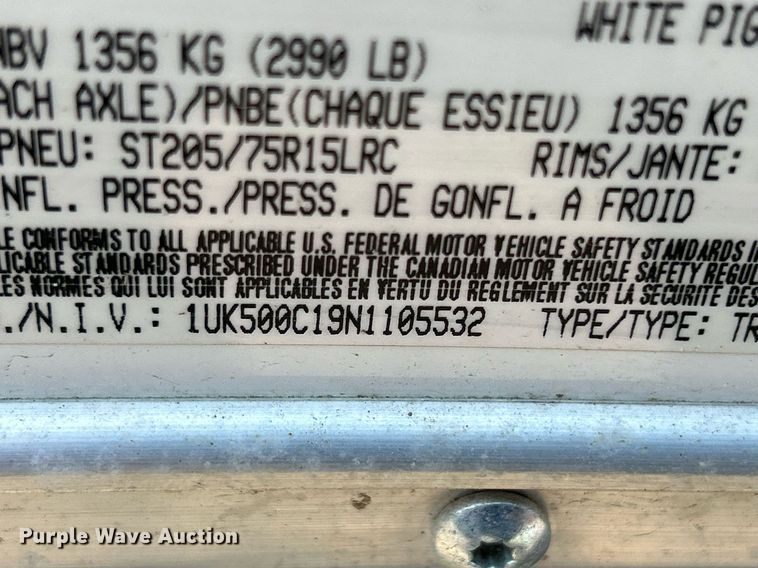 WHITE PIG
NBV 1356 KG (2990 LB)
ACH AXLE)/PNBE(CHAQUE ESSIEU) 1356 KG
PNEU: ST205/75R15LRC RIMS/JANTE:
NFL. PRESS./PRESS. DE GONFL. A FROID
LE CONFORMS TO ALL APPLICABLE U.S. FEDERAL MOTOR VEHICLE SAFETY STANDARDS I
LICABLE STANDARDS PRESCRIBED UNDER THE CANADIAN MOTOR VEHICLE SAFETY REGUL
LES NORMES QUI LUI SONT APPLICABLES EN VERTU DU REGLEMENT SUR LA SECURITE DES
./N.I.V.: 1UK500C19N1105532 TYPE/TYPE: TR
Purple Wave Auction